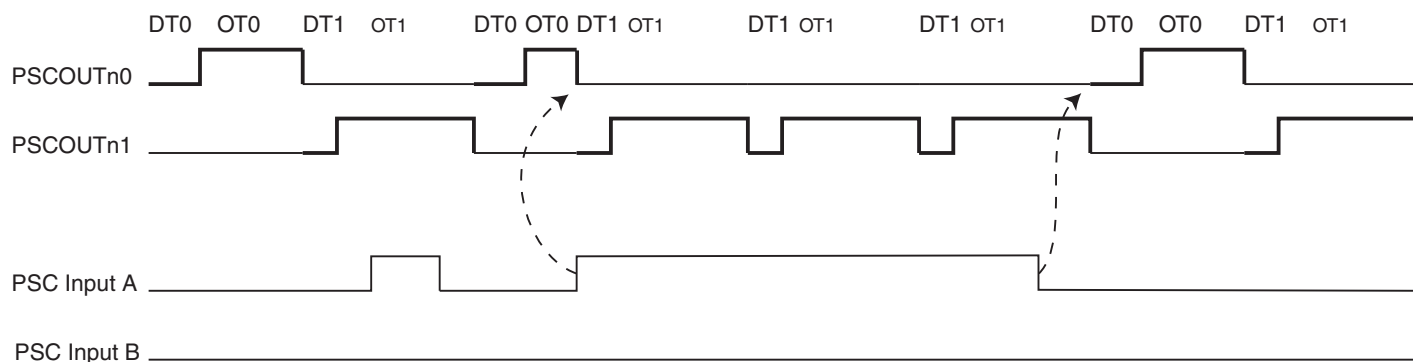 DT0 OT0 DT1 OT1 DT0 OT0 DT1 OT1 DT1 OT1 DT1 OT1 DT0 OT0 DT1 OT1
PSCOUTn0
PSCOUTn1
PSC Input A
PSC Input B